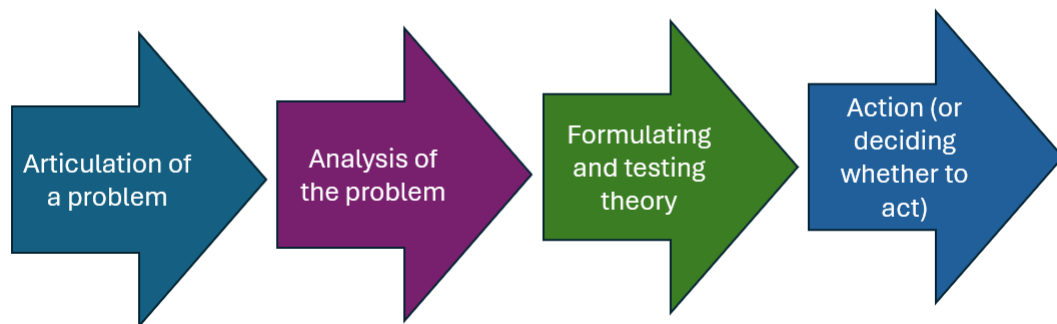 Articulation of
a problem
Analysis of
the problem
Formulating
and testing
theory
Action (or
deciding
whether to
act)